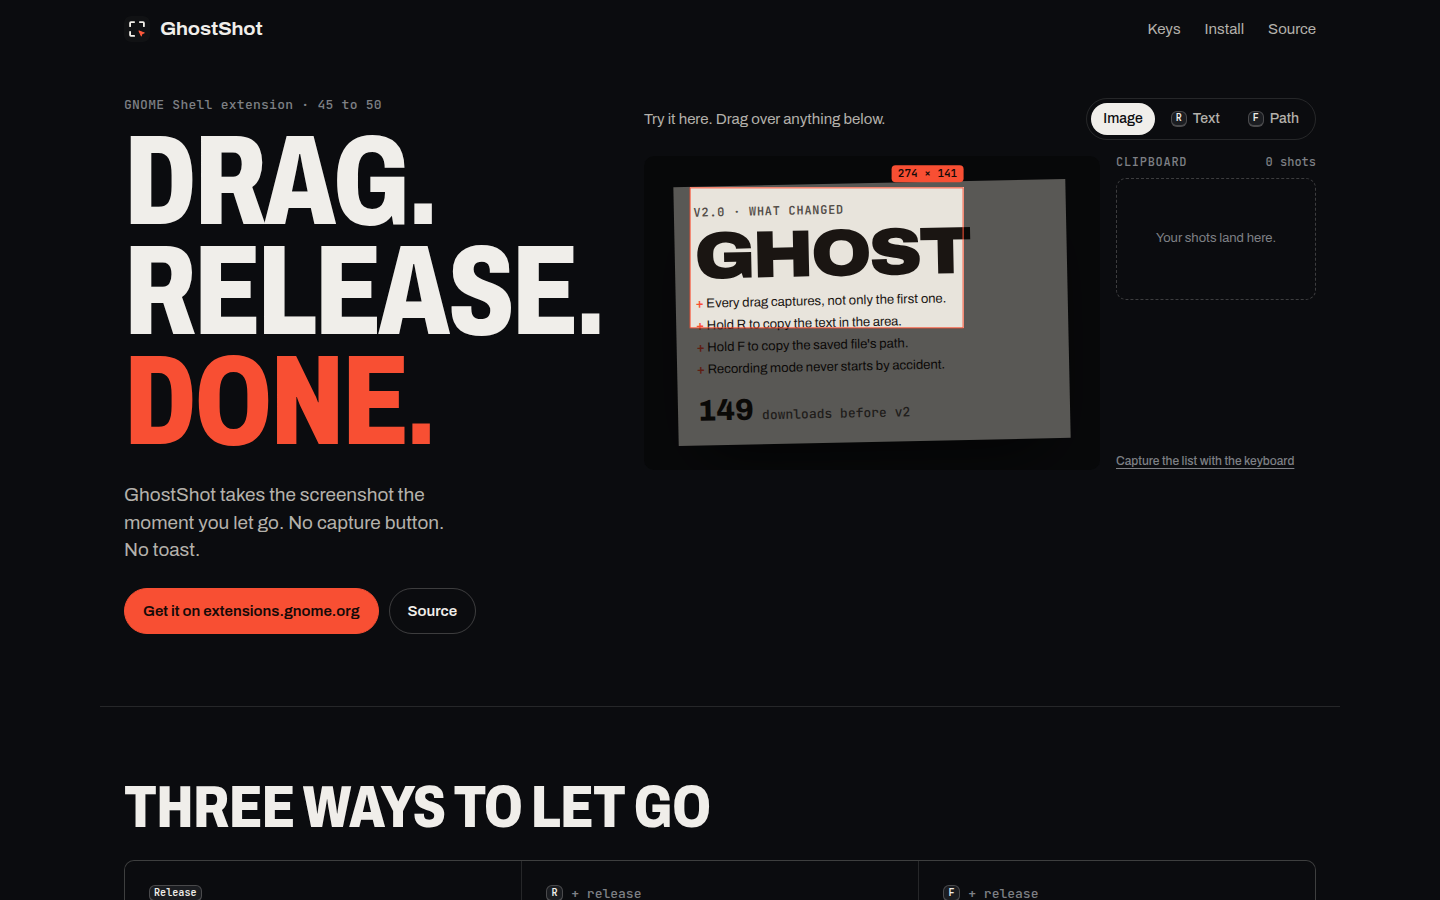 GhostShot
Keys
Install
Source
GNOME Shell extension · 45 to 50
DRAG.
RELEASE.
DONE.
GhostShot takes the screenshot the
moment you let go. No capture button.
No toast.
Get it on extensions.gnome.org
Source
Try it here. Drag over anything below.
Image
R Text
F Path
274 × 141
V2.0 · WHAT CHANGED
GHOST
+ Every drag captures, not only the first one.
+ Hold R to copy the text in the area.
+ Hold F to copy the saved file's path.
+ Recording mode never starts by accident.
149 downloads before v2
CLIPBOARD
0 shots
Your shots land here.
Capture the list with the keyboard
THREE WAYS TO LET GO
Release
R + release
F + release